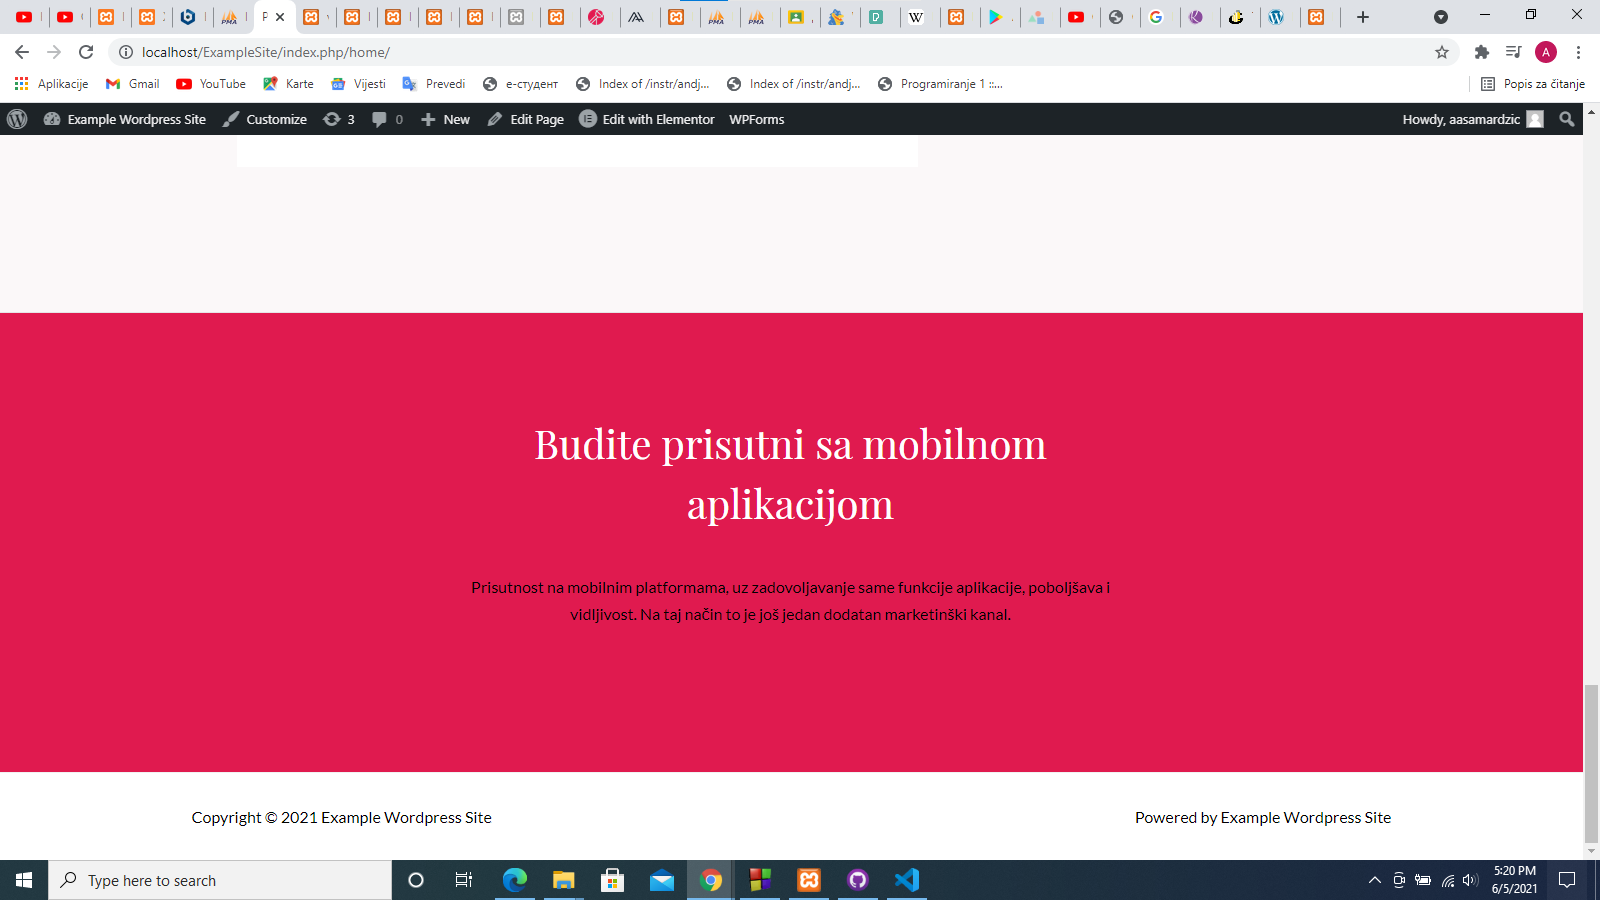 localhost/ExampleSite/index.php/home/
A
Aplikacije Gmail YouTube Karte Vijesti Prevedi е-студент Index of /instr/andj... Index of /instr/andj... Programiranje 1 ::... Popis za čitanje
Example Wordpress Site Customize 3 0 New Edit Page Edit with Elementor WPForms Howdy, aasamardzic
Budite prisutni sa mobilnom
aplikacijom
Prisutnost na mobilnim platformama, uz zadovoljavanje same funkcije aplikacije, poboljšava i
vidljivost. Na taj način to je još jedan dodatan marketinški kanal.
Copyright © 2021 Example Wordpress Site Powered by Example Wordpress Site
Type here to search
5:20 PM
6/5/2021